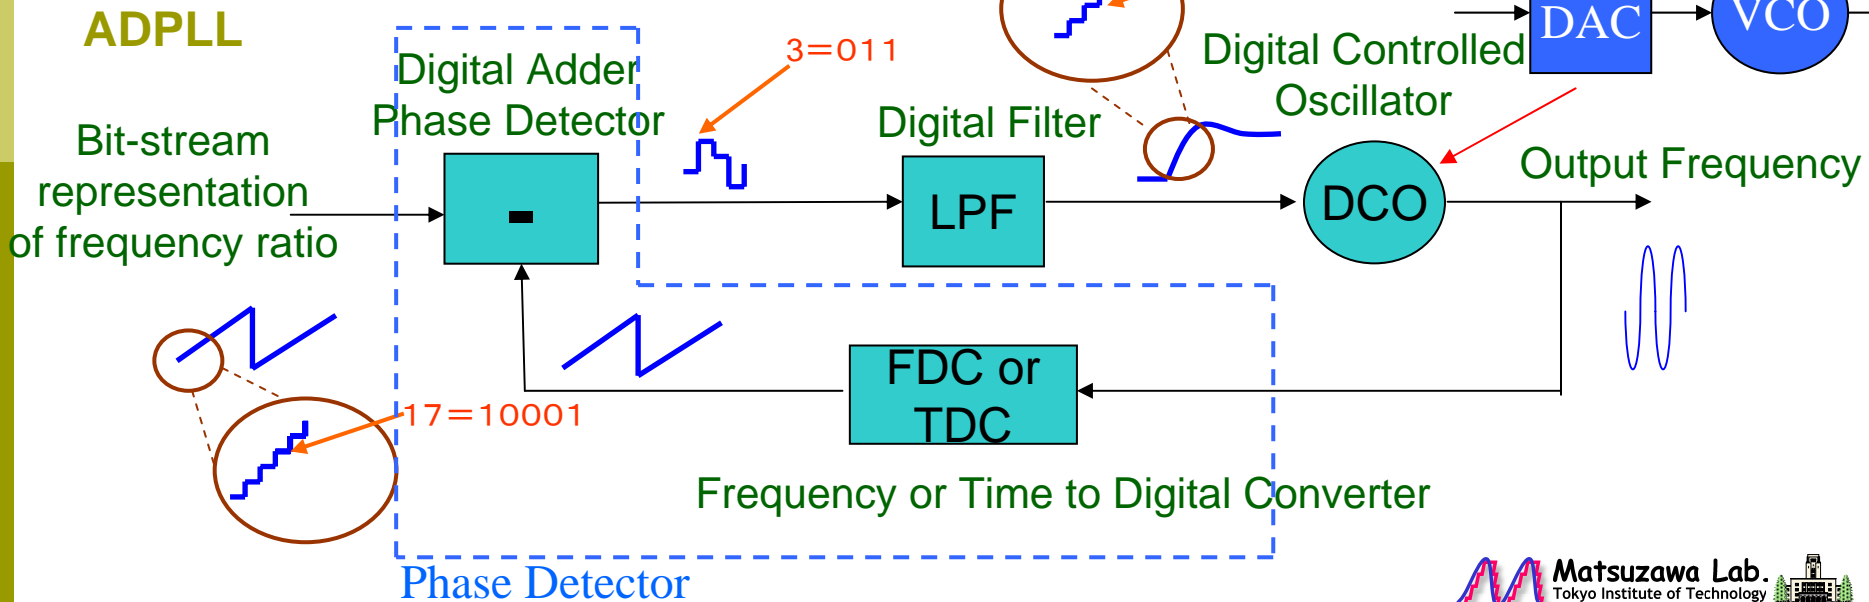 ADPLL
DAC
VCO
3=011
Digital Controlled
Oscillator
Digital Adder
Phase Detector
Digital Filter
Bit-stream
representation
of frequency ratio
-
LPF
DCO
Output Frequency
FDC or
TDC
17=10001
Frequency or Time to Digital Converter
Phase Detector
Matsuzawa Lab.
Tokyo Institute of Technology